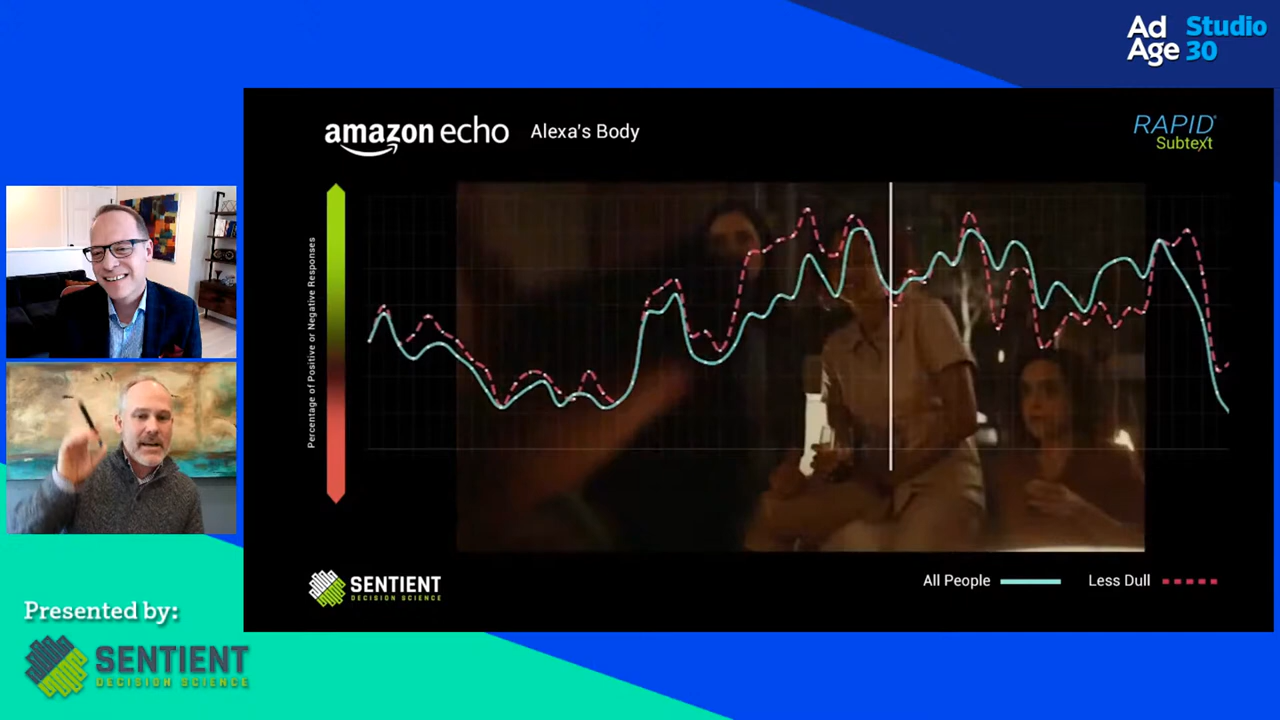 Ad Studio
Age 30
amazon echo Alexa's Body
RAPID®
Subtext
Percentage of Positive or Negative Responses
SENTIENT
DECISION SCIENCE
All People Less Dull
Presented by:
SENTIENT
DECISION SCIENCE